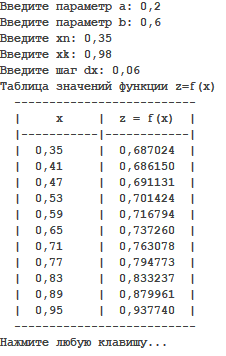 Введите параметр a: 0,2
Введите параметр b: 0,6
Введите xn: 0,35
Введите xk: 0,98
Введите шаг dx: 0,06
Таблица значений функции z=f(x)
--------------------------
| x | z = f(x) |
|-----------|------------|
| 0,35 | 0,687024 |
| 0,41 | 0,686150 |
| 0,47 | 0,691131 |
| 0,53 | 0,701424 |
| 0,59 | 0,716794 |
| 0,65 | 0,737260 |
| 0,71 | 0,763078 |
| 0,77 | 0,794773 |
| 0,83 | 0,833237 |
| 0,89 | 0,879961 |
| 0,95 | 0,937740 |
--------------------------
Нажмите любую клавишу...